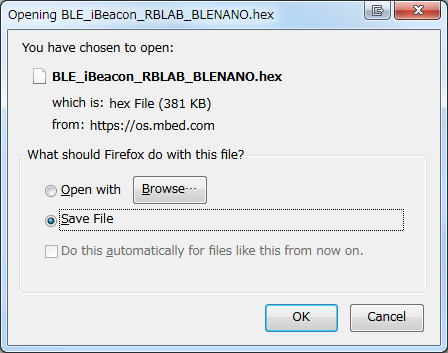 Opening BLE_iBeacon_RBLAB_BLENANO.hex
You have chosen to open:
BLE_iBeacon_RBLAB_BLENANO.hex
which is: hex File (381 KB)
from: https://os.mbed.com
What should Firefox do with this file?
Open with Browse…
Save File
Do this automatically for files like this from now on.
OK Cancel